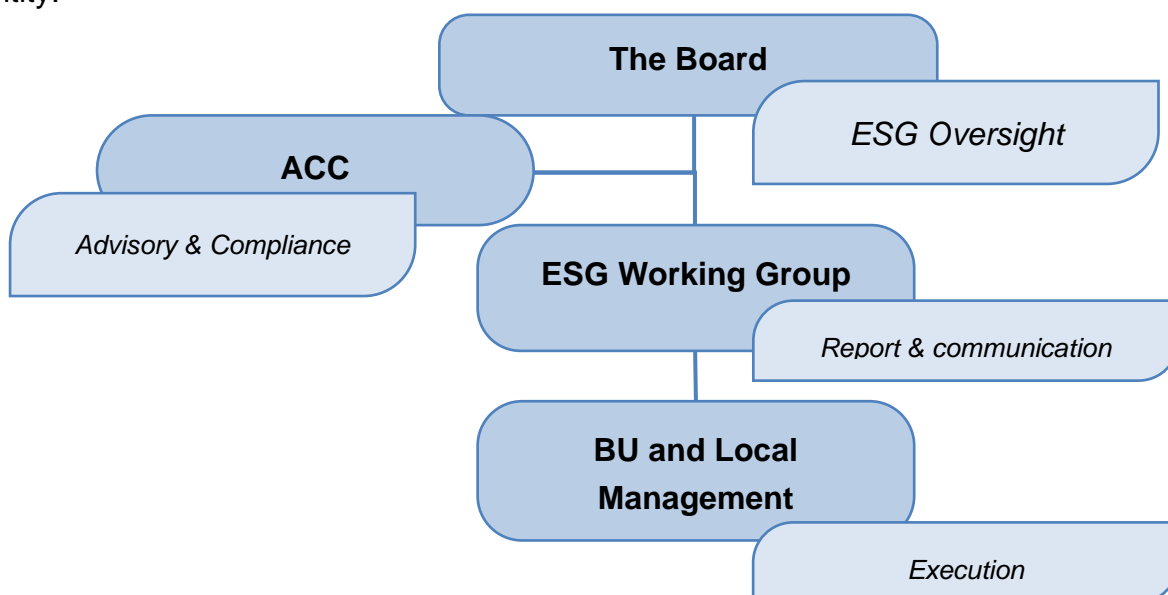 The Board
ESG Oversight
ACC
Advisory & Compliance
ESG Working Group
Report & communication
BU and Local
Management
Execution